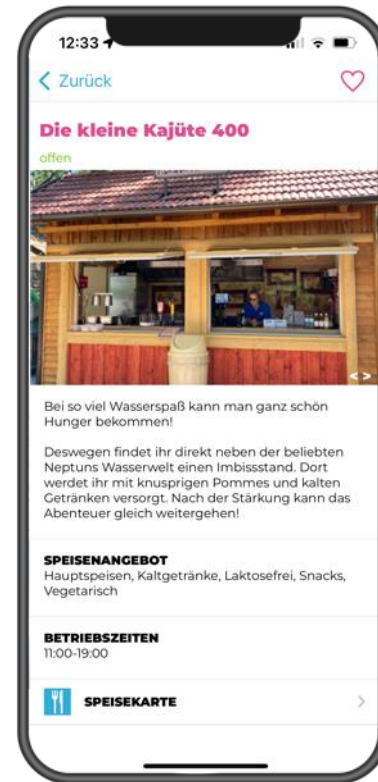 12:33
Zurück
Die kleine Kajüte 400
offen
< >
Bei so viel Wasserspaß kann man ganz schön
Hunger bekommen!
Deswegen findet ihr direkt neben der beliebten
Neptuns Wasserwelt einen Imbissstand. Dort
werdet ihr mit knusprigen Pommes und kalten
Getränken versorgt. Nach der Stärkung kann das
Abenteuer gleich weitergehen!
SPEISENANGEBOT
Hauptspeisen, Kaltgetränke, Laktosefrei, Snacks,
Vegetarisch
BETRIEBSZEITEN
11:00-19:00
SPEISEKARTE